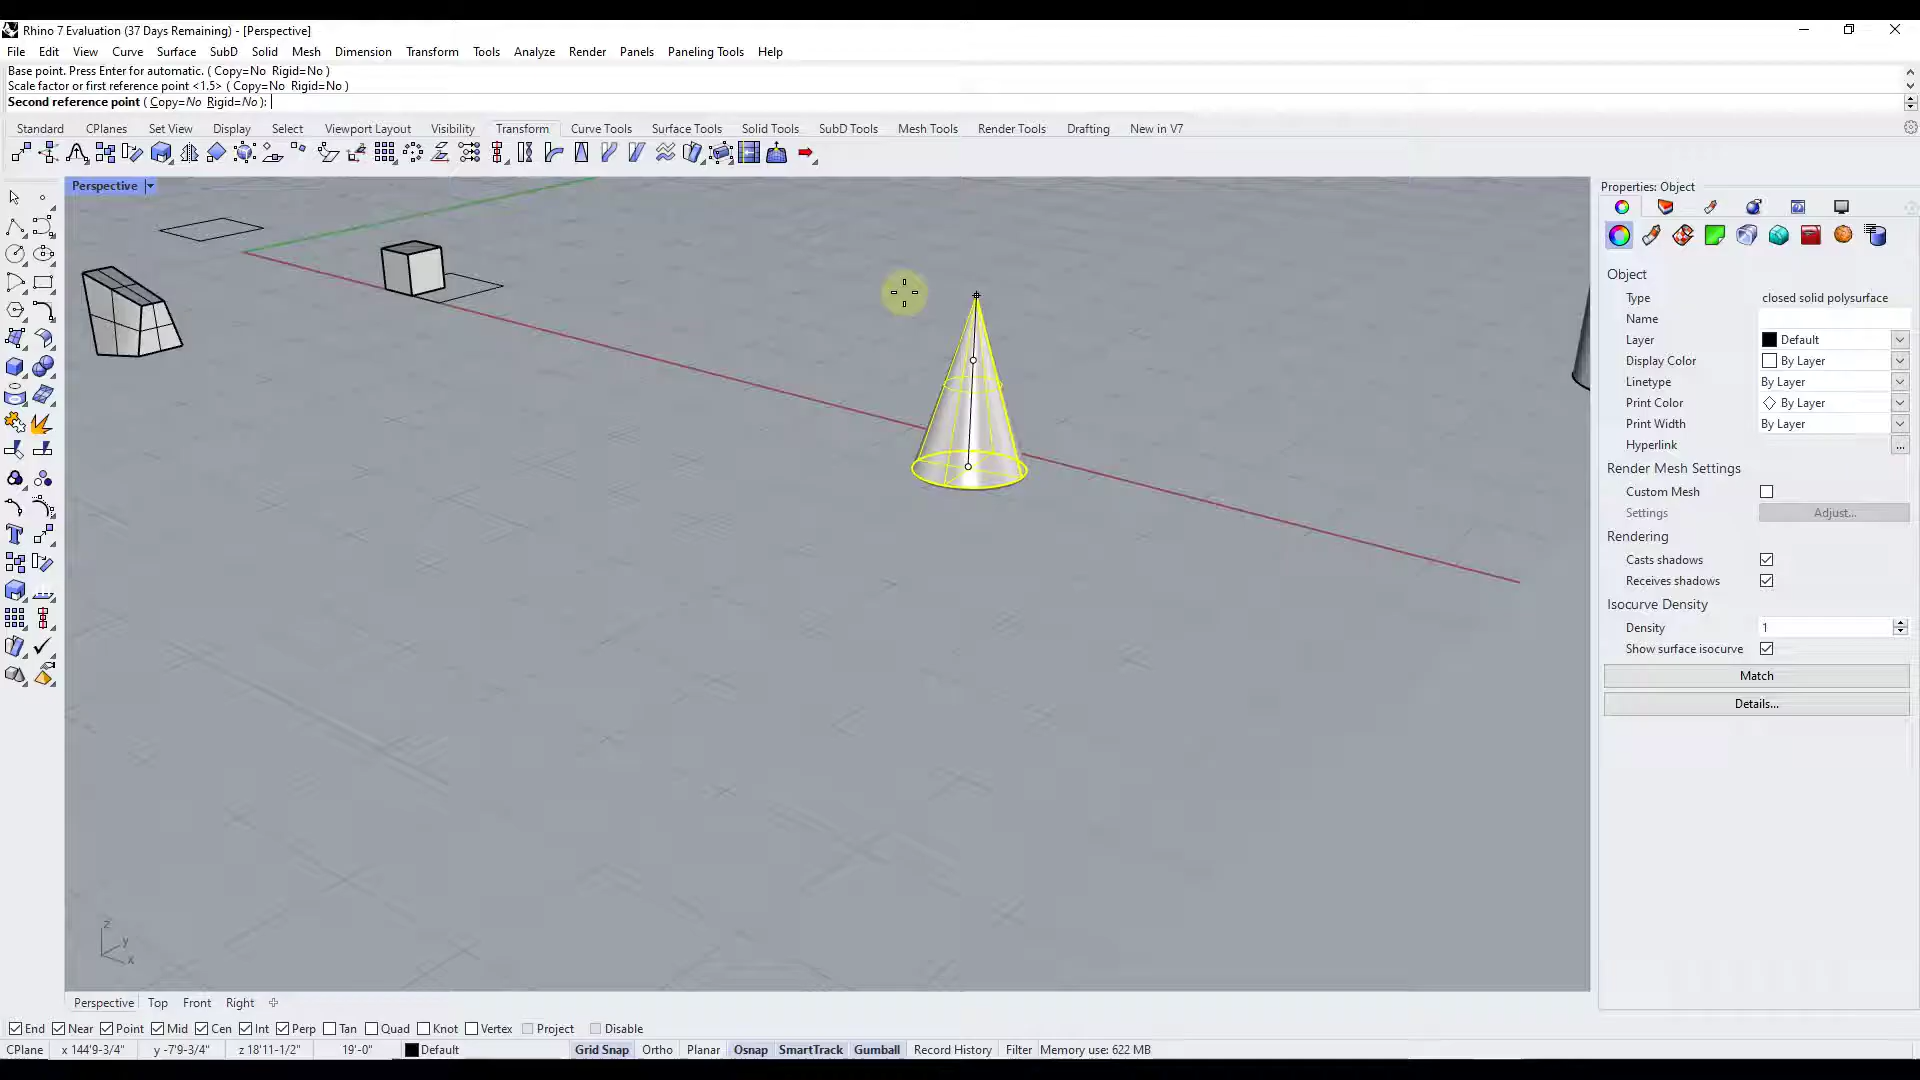 Rhino 7 Evaluation (37 Days Remaining) - [Perspective]
File Edit View Curve Surface SubD Solid Mesh Dimension Transform Tools Analyze Render Panels Paneling Tools Help
Base point. Press Enter for automatic. ( Copy=No Rigid=No )
Scale factor or first reference point <1.5> ( Copy=No Rigid=No )
Second reference point ( Copy=No Rigid=No ):
Standard CPlanes Set View Display Select Viewport Layout Visibility Transform Curve Tools Surface Tools Solid Tools SubD Tools Mesh Tools Render Tools Drafting New in V7
Perspective
Properties: Object
Object
Type closed solid polysurface
Name
Layer Default
Display Color By Layer
Linetype By Layer
Print Color By Layer
Print Width By Layer
Hyperlink ...
Render Mesh Settings
Custom Mesh
Settings Adjust...
Rendering
Casts shadows
Receives shadows
Isocurve Density
Density 1
Show surface isocurve
Match
Details...
z
y
x
Perspective Top Front Right
End Near Point Mid Cen Int Perp Tan Quad Knot Vertex Project Disable
CPlane x 144'9-3/4" y -7'9-3/4" z 18'11-1/2" 19'-0" Default Grid Snap Ortho Planar Osnap SmartTrack Gumball Record History Filter Memory use: 622 MB